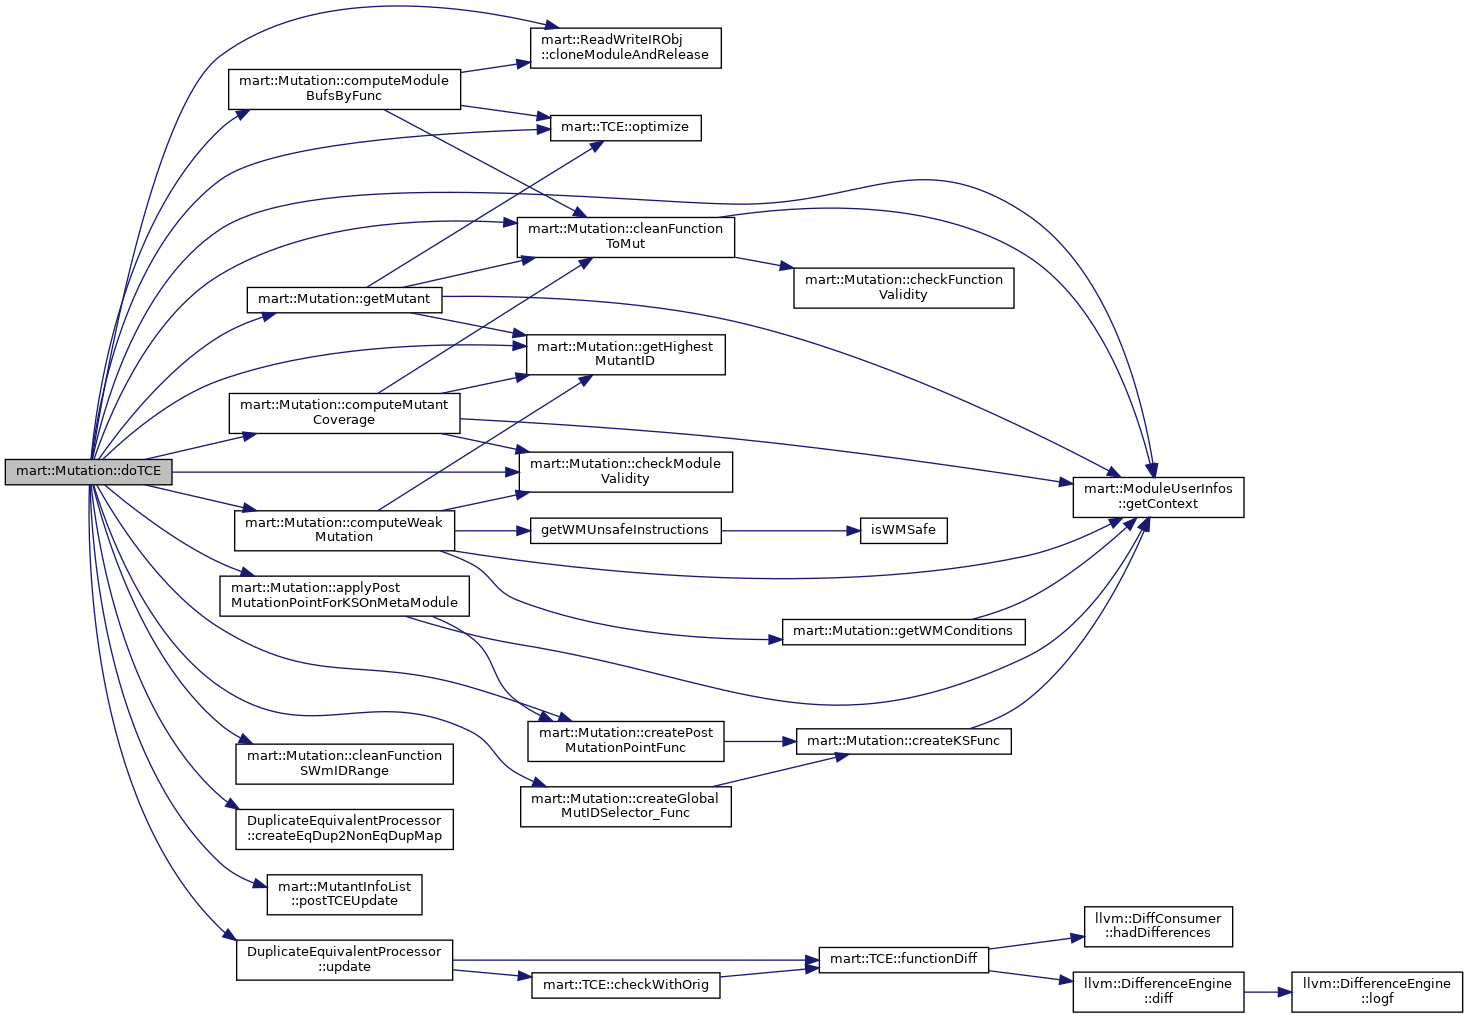 mart::ReadWriteIRObj
::cloneModuleAndRelease
mart::Mutation::computeModule
BufsByFunc
mart::TCE::optimize
mart::Mutation::cleanFunction
ToMut
mart::Mutation::checkFunction
Validity
mart::Mutation::getMutant
mart::Mutation::getHighest
MutantID
mart::Mutation::computeMutant
Coverage
mart::Mutation::doTCE
mart::Mutation::checkModule
Validity
mart::ModuleUserInfos
::getContext
mart::Mutation::computeWeak
Mutation
getWMUnsafeInstructions
isWMSafe
mart::Mutation::applyPost
MutationPointForKSOnMetaModule
mart::Mutation::getWMConditions
mart::Mutation::createPost
MutationPointFunc
mart::Mutation::createKSFunc
mart::Mutation::cleanFunction
SWmIDRange
mart::Mutation::createGlobal
MutIDSelector_Func
DuplicateEquivalentProcessor
::createEqDup2NonEqDupMap
mart::MutantInfoList
::postTCEUpdate
llvm::DiffConsumer
::hadDifferences
DuplicateEquivalentProcessor
::update
mart::TCE::functionDiff
mart::TCE::checkWithOrig
llvm::DifferenceEngine
::diff
llvm::DifferenceEngine
::logf